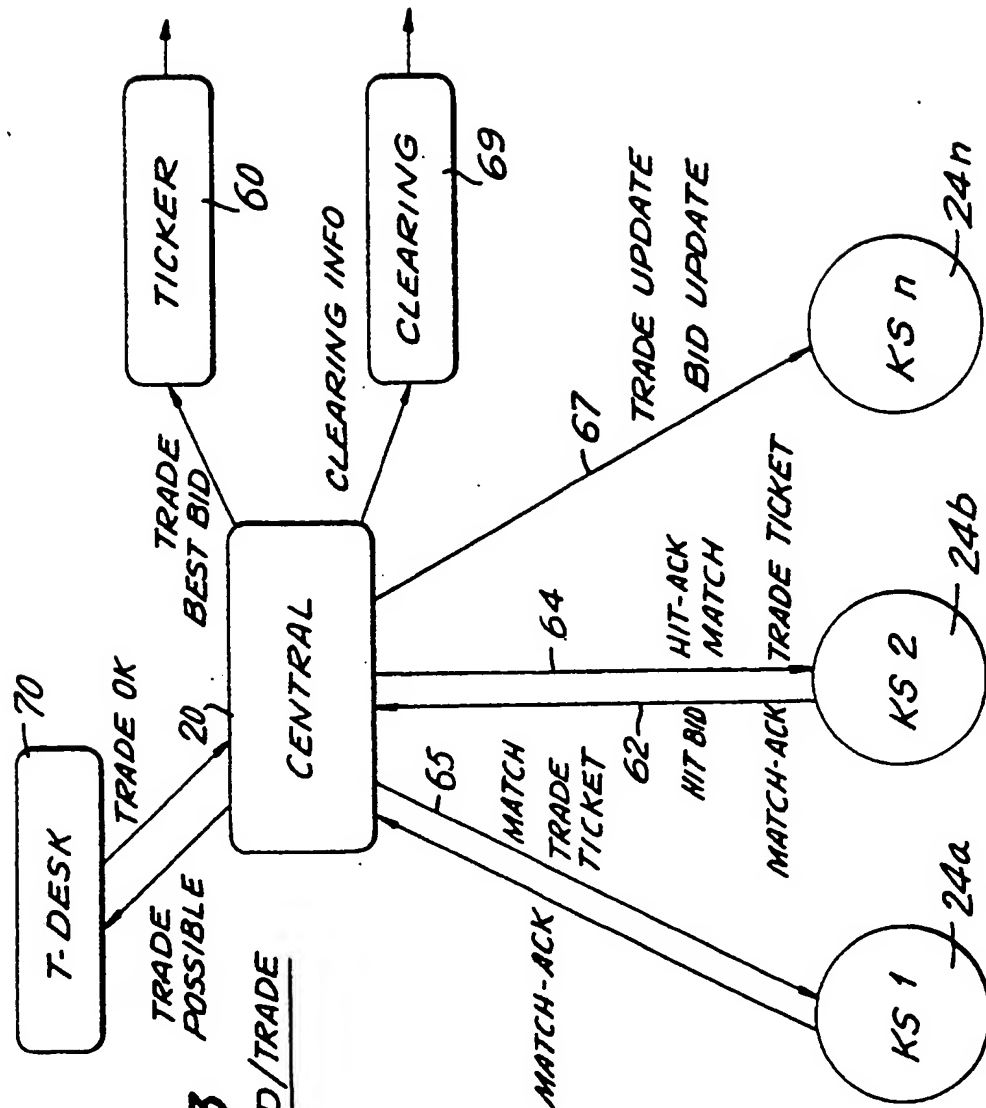 T-DESK
70
TRADE OK
TRADE
POSSIBLE
3
D/TRADE
20
CENTRAL
TRADE
BEST BID
TICKER
60
CLEARING INFO
CLEARING
69
MATCH-ACK
65
MATCH
TRADE
TICKET
62
HIT BID
MATCH-ACK
64
HIT-ACK
MATCH
TRADE TICKET
67
TRADE UPDATE
BID UPDATE
KS 1
24a
KS 2
24b
KS n
24n